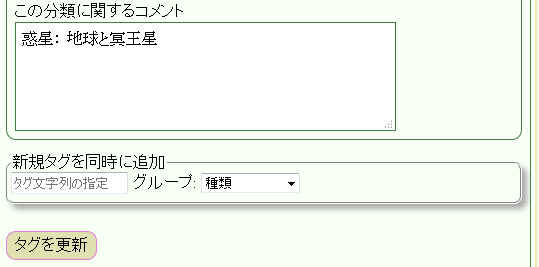 この分類に関するコメント
惑星: 地球と冥王星
新規タグを同時に追加
タグ文字列の指定 グループ: 種類
タグを更新